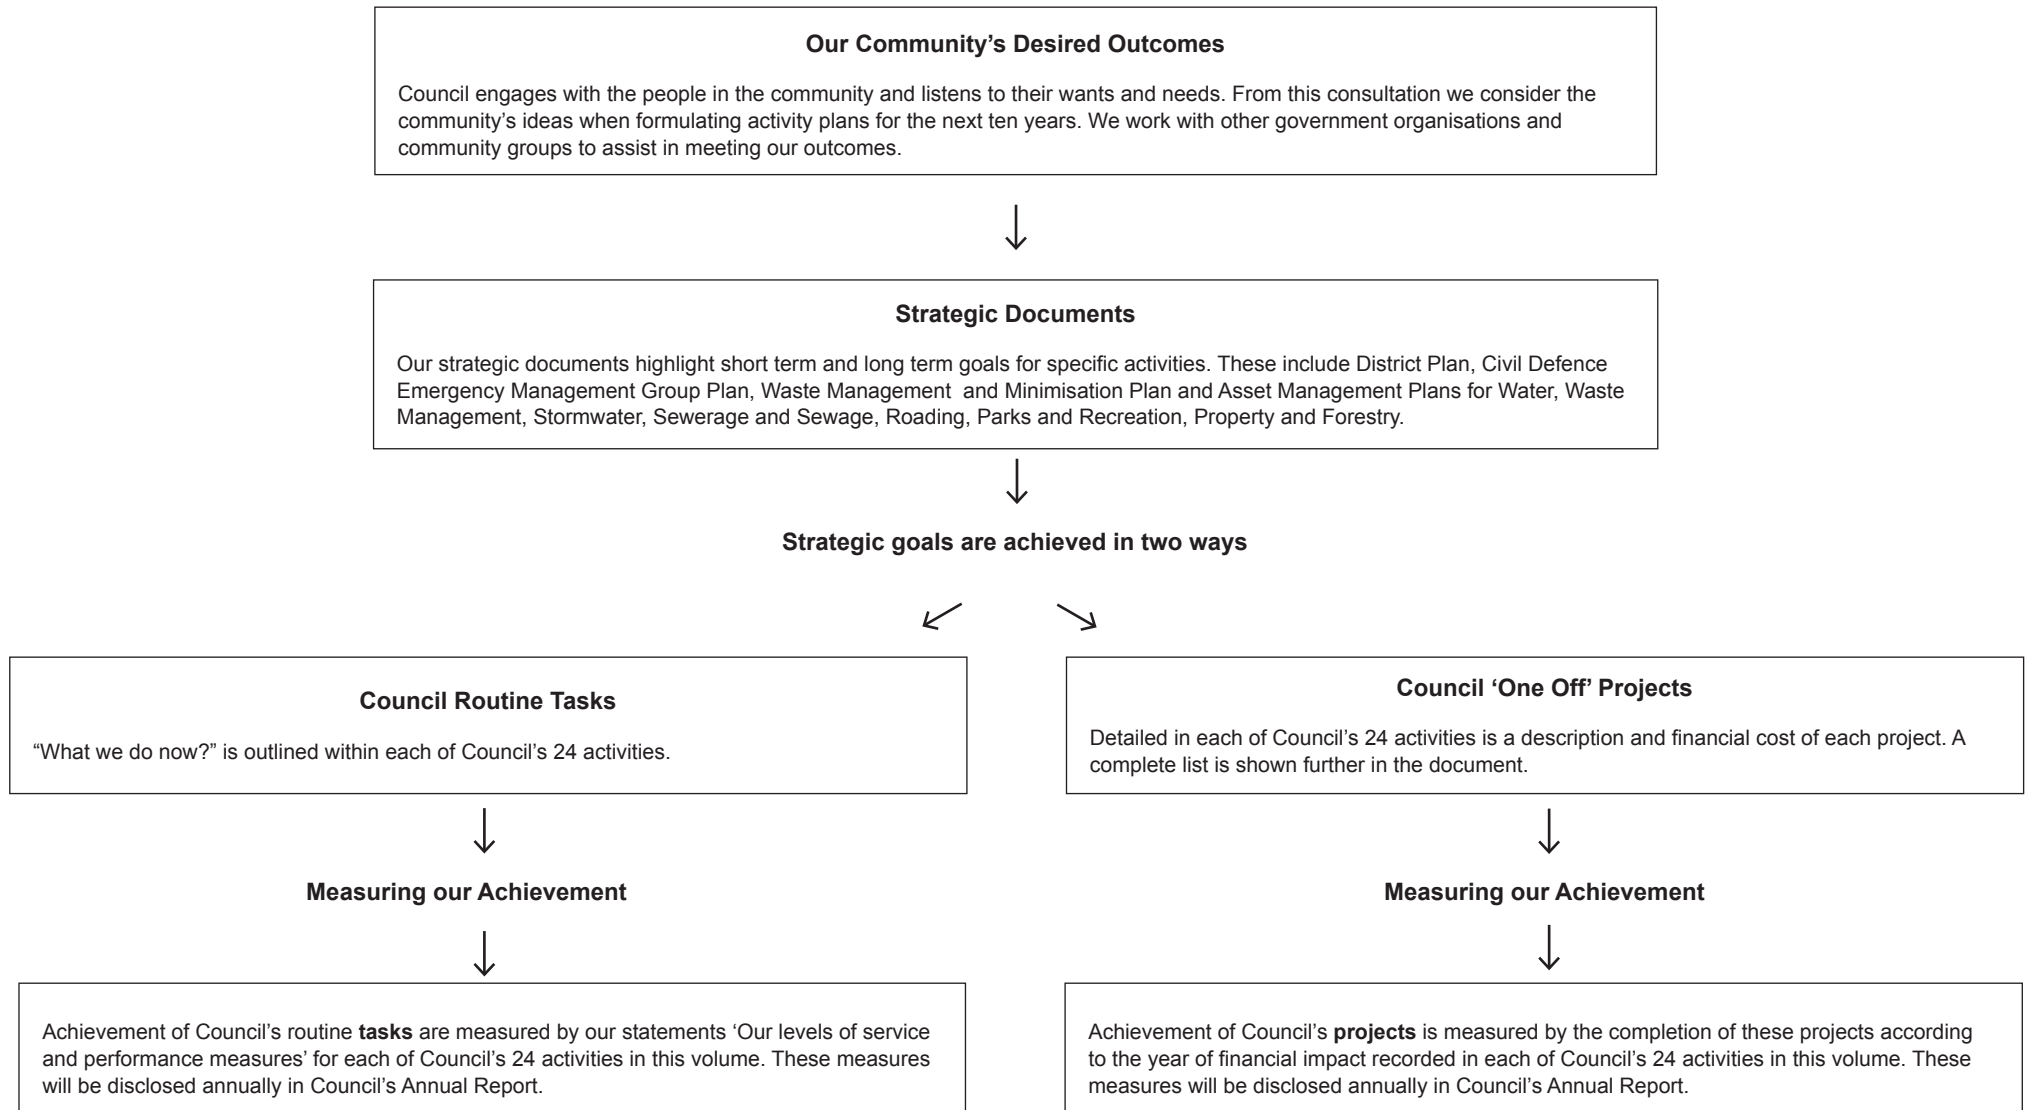 Our Community’s Desired Outcomes
Council engages with the people in the community and listens to their wants and needs. From this consultation we consider the
community’s ideas when formulating activity plans for the next ten years. We work with other government organisations and
community groups to assist in meeting our outcomes.
Strategic Documents
Our strategic documents highlight short term and long term goals for specific activities. These include District Plan, Civil Defence
Emergency Management Group Plan, Waste Management  and Minimisation Plan and Asset Management Plans for Water, Waste
Management, Stormwater, Sewerage and Sewage, Roading, Parks and Recreation, Property and Forestry.
Strategic goals are achieved in two ways
Council Routine Tasks
“What we do now?” is outlined within each of Council’s 24 activities.
Council ‘One Off’ Projects
Detailed in each of Council’s 24 activities is a description and financial cost of each project. A
complete list is shown further in the document.
Measuring our Achievement
Measuring our Achievement
Achievement of Council’s routine tasks are measured by our statements ‘Our levels of service
and performance measures’ for each of Council’s 24 activities in this volume. These measures
will be disclosed annually in Council’s Annual Report.
Achievement of Council’s projects is measured by the completion of these projects according
to the year of financial impact recorded in each of Council’s 24 activities in this volume. These
measures will be disclosed annually in Council’s Annual Report.